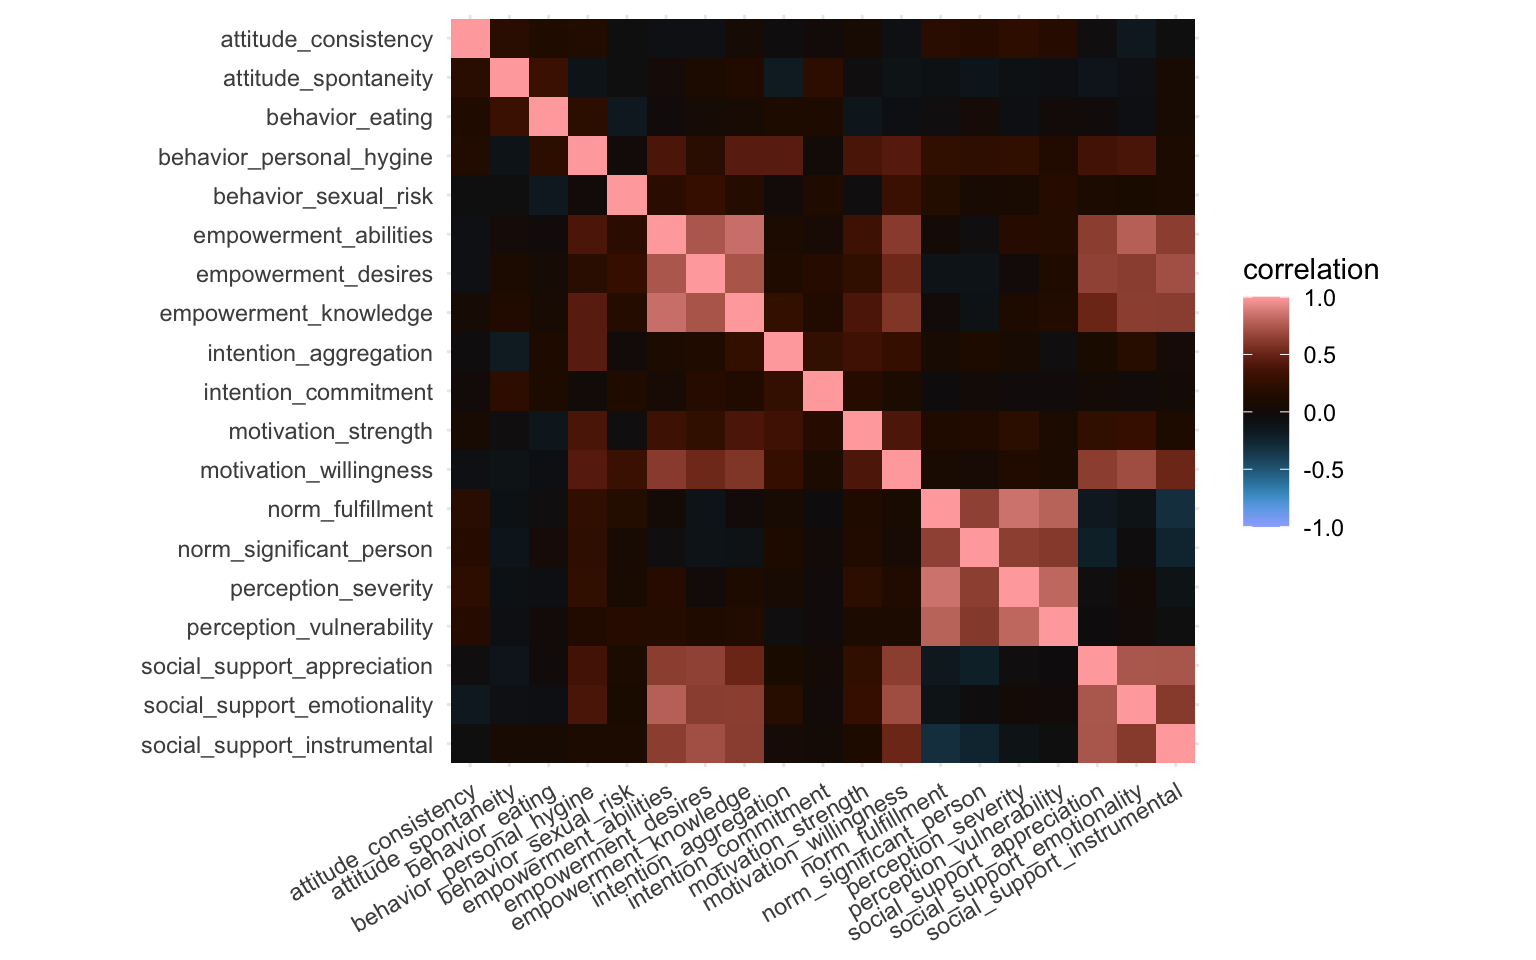 attitude_consistency
attitude_spontaneity
behavior_eating
behavior_personal_hygine
behavior_sexual_risk
empowerment_abilities
empowerment_desires
empowerment_knowledge
intention_aggregation
intention_commitment
motivation_strength
motivation_willingness
norm_fulfillment
norm_significant_person
perception_severity
perception_vulnerability
social_support_appreciation
social_support_emotionality
social_support_instrumental
attitude_consistency
attitude_spontaneity
behavior_eating
behavior_personal_hygine
behavior_sexual_risk
empowerment_abilities
empowerment_desires
empowerment_knowledge
intention_aggregation
intention_commitment
motivation_strength
motivation_willingness
norm_fulfillment
norm_significant_person
perception_severity
perception_vulnerability
social_support_appreciation
social_support_emotionality
social_support_instrumental
correlation
1.0
0.5
0.0
-0.5
-1.0